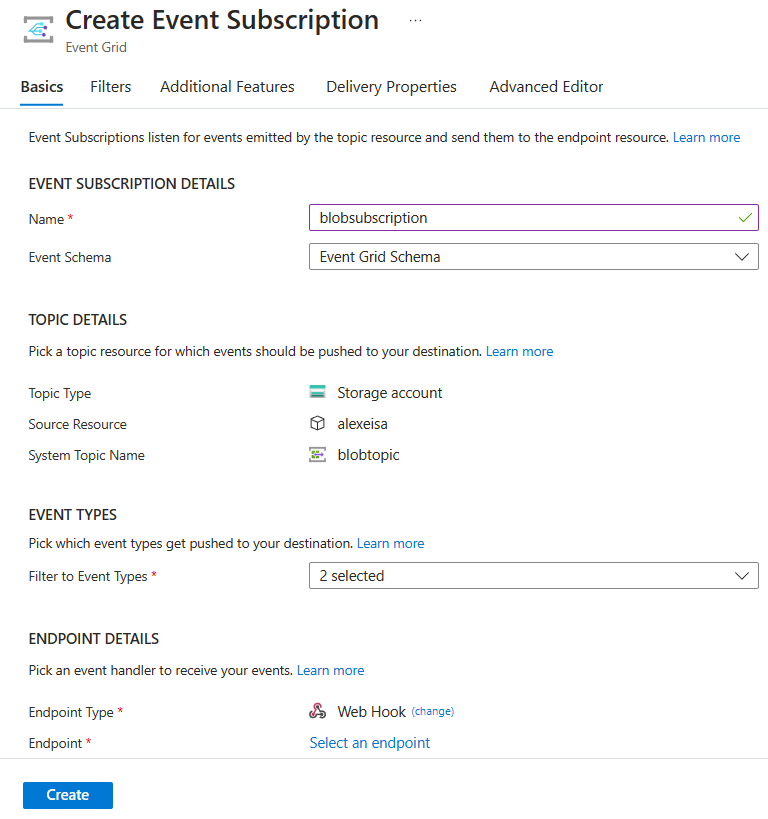 Create Event Subscription ...
Event Grid
Basics Filters Additional Features Delivery Properties Advanced Editor
Event Subscriptions listen for events emitted by the topic resource and send them to the endpoint resource. Learn more
EVENT SUBSCRIPTION DETAILS
Name * blobsubscription
Event Schema Event Grid Schema
TOPIC DETAILS
Pick a topic resource for which events should be pushed to your destination. Learn more
Topic Type Storage account
Source Resource alexeisa
System Topic Name blobtopic
EVENT TYPES
Pick which event types get pushed to your destination. Learn more
Filter to Event Types * 2 selected
ENDPOINT DETAILS
Pick an event handler to receive your events. Learn more
Endpoint Type * Web Hook (change)
Endpoint * Select an endpoint
Create